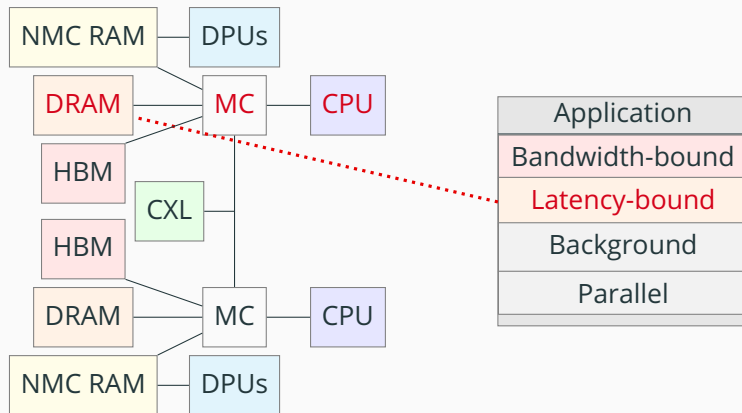 NMC RAM
DPUs
DRAM
MC
CPU
HBM
CXL
HBM
DRAM
MC
CPU
NMC RAM
DPUs
Application
Bandwidth-bound
Latency-bound
Background
Parallel